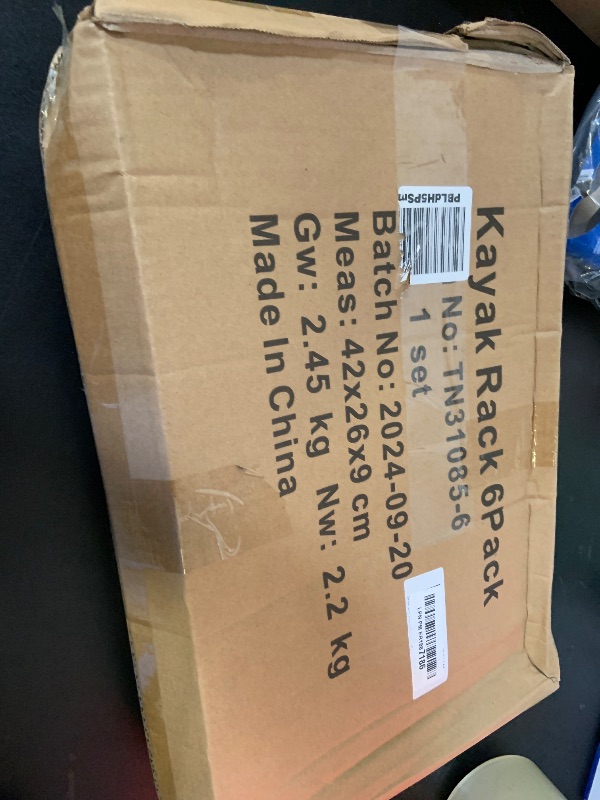 Kayak Rack 6Pack
No: TN31085-6
1 set
Batch No: 2024-09-20
Meas: 42x26x9 cm
Gw: 2.45 kg Nw: 2.2 kg
Made In China
PBLdH5PSm